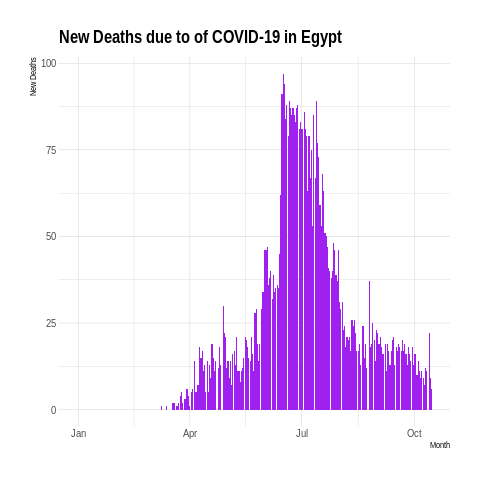 New Deaths due to of COVID-19 in Egypt
New Deaths
100
75
50
25
0
Jan Apr Jul Oct
Month